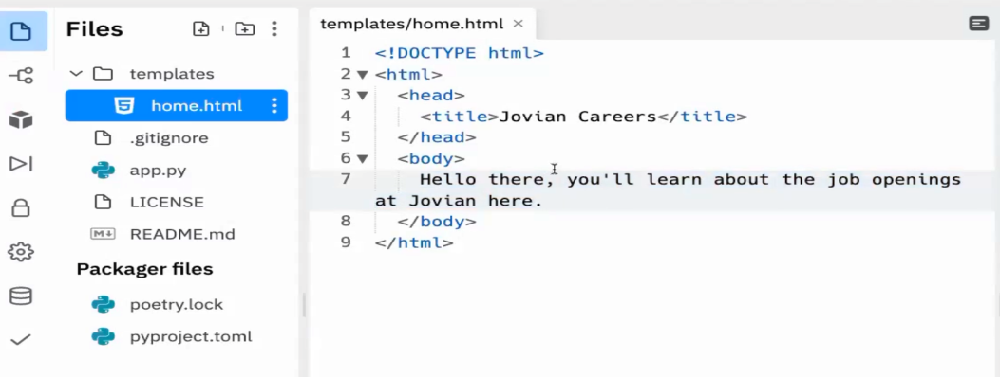 Files
templates
home.html
.gitignore
app.py
LICENSE
README.md
Packager files
poetry.lock
pyproject.toml
templates/home.html ×
1 <!DOCTYPE html>
2 <html>
3 <head>
4 <title>Jovian Careers</title>
5 </head>
6 <body>
7 Hello there, you'll learn about the job openings
at Jovian here.
8 </body>
9 </html>